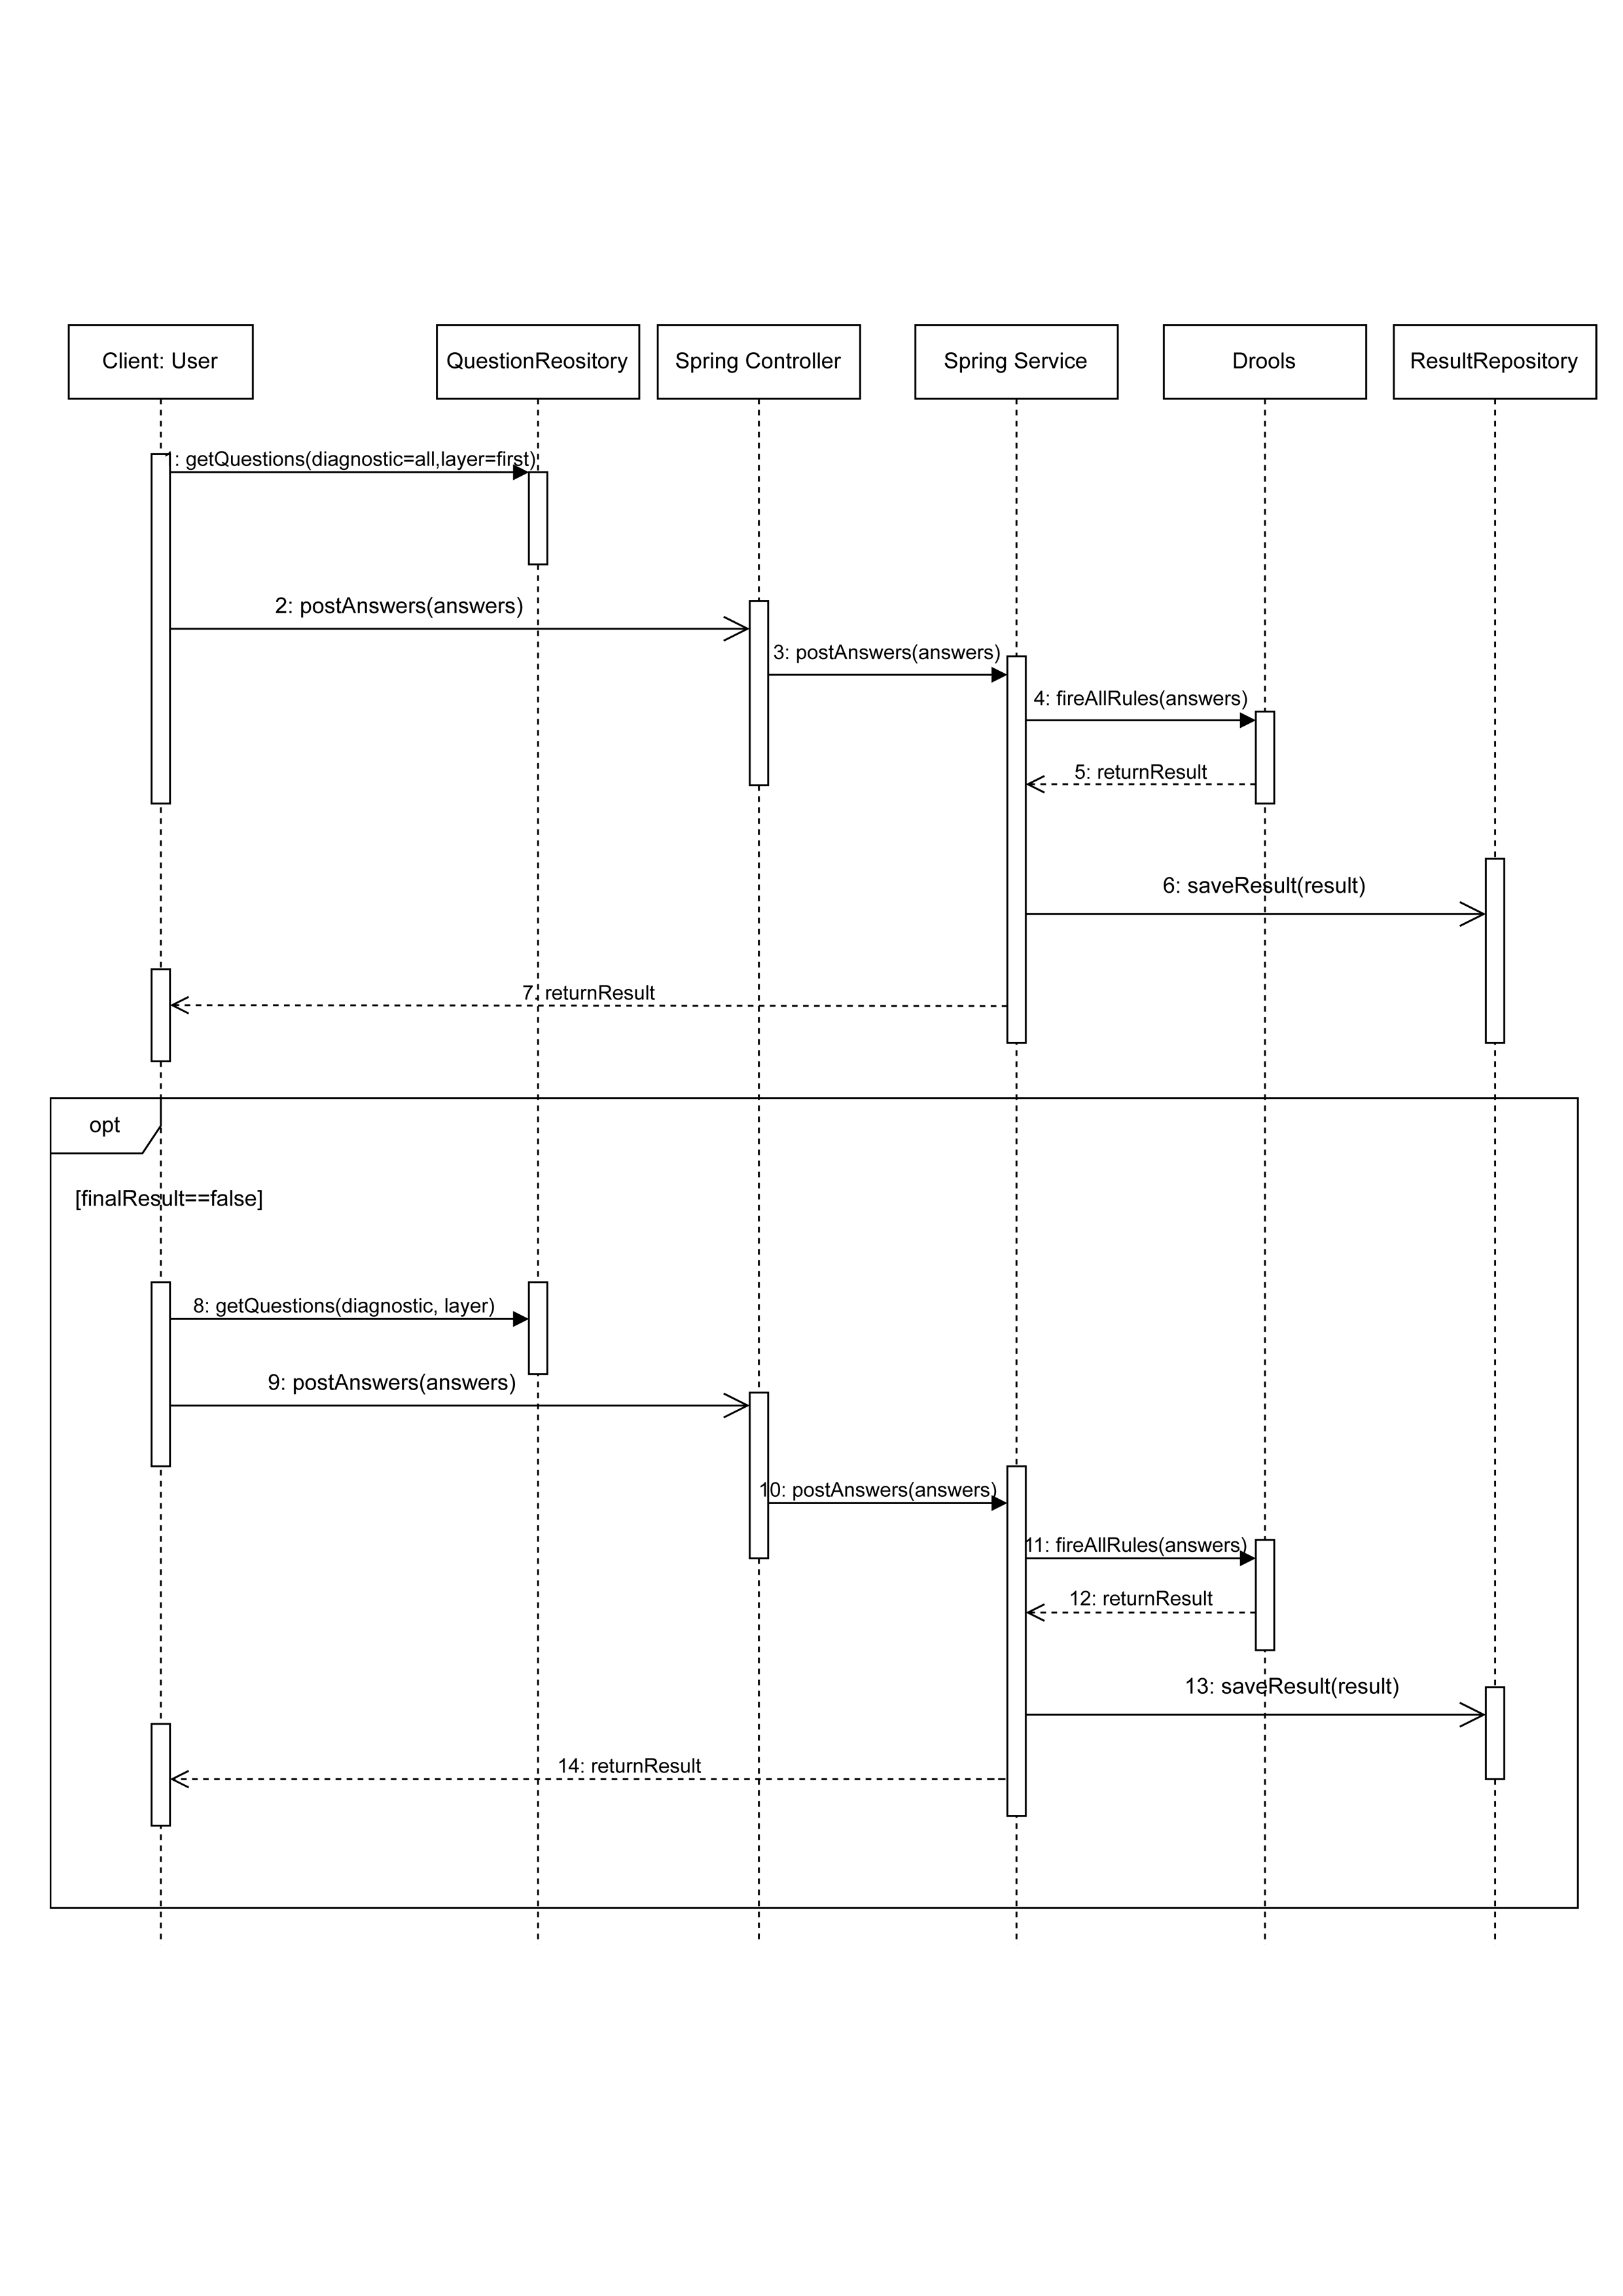 Client: User
QuestionReository
Spring Controller
Spring Service
Drools
ResultRepository
1: getQuestions(diagnostic=all,layer=first)
2: postAnswers(answers)
3: postAnswers(answers)
4: fireAllRules(answers)
5: returnResult
6: saveResult(result)
7: returnResult
opt
[finalResult==false]
8: getQuestions(diagnostic, layer)
9: postAnswers(answers)
10: postAnswers(answers)
11: fireAllRules(answers)
12: returnResult
13: saveResult(result)
14: returnResult